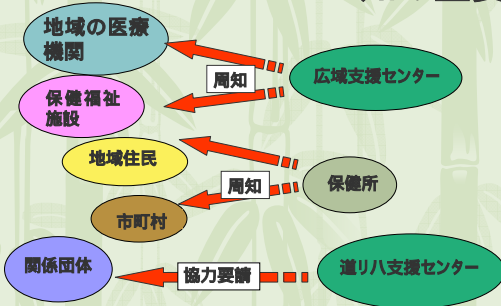 地域の医療
機関
周知
広域支援センター
保健福祉
施設
地域住民
周知
保健所
市町村
関係団体
協力要請
道リハ支援センター